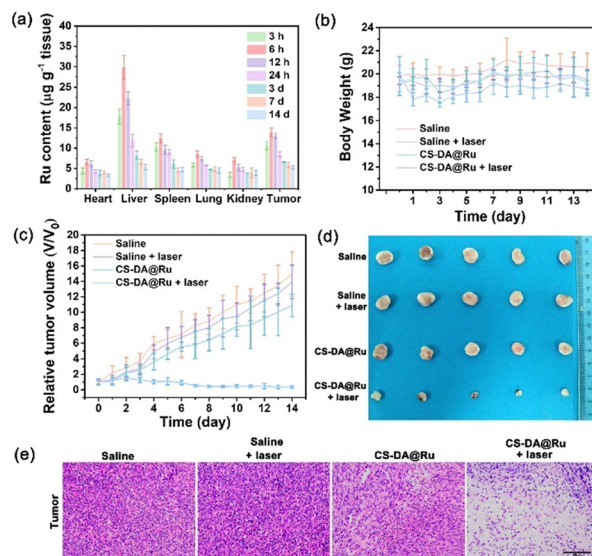 (a)
Ru content (μg g⁻¹ tissue)
40
35
30
25
20
15
10
5
0
3 h
6 h
12 h
24 h
3 d
7 d
14 d
Heart Liver Spleen Lung Kidney Tumor
(b)
Body Weight (g)
24
22
20
18
16
14
12
10
Saline
Saline + laser
CS-DA@Ru
CS-DA@Ru + laser
1 3 5 7 9 11 13
Time (day)
(c)
Relative tumor volume (V/V₀)
20
18
16
14
12
10
8
6
4
2
0
Saline
Saline + laser
CS-DA@Ru
CS-DA@Ru + laser
0 2 4 6 8 10 12 14
Time (day)
(d)
Saline
Saline
+ laser
CS-DA@Ru
CS-DA@Ru
+ laser
(e)
Saline
Saline
+ laser
CS-DA@Ru
CS-DA@Ru
+ laser
Tumor